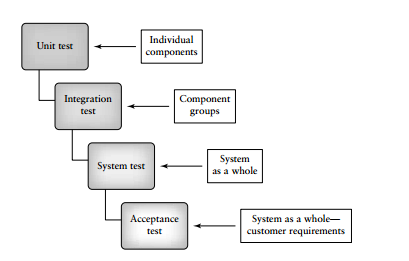 Unit test
Individual
components
Integration
test
Component
groups
System test
System
as a whole
Acceptance
test
System as a whole—
customer requirements